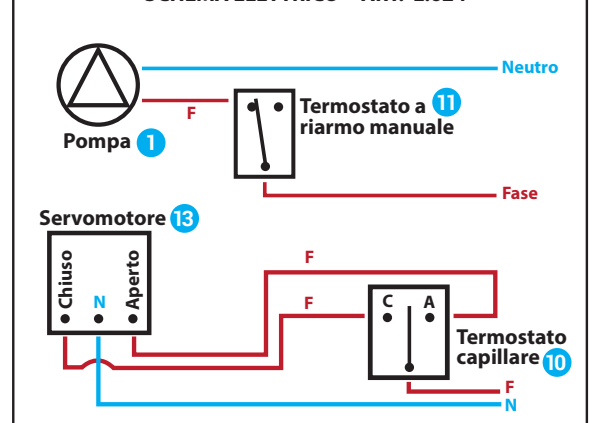 Neutro
F
Termostato a 11
riarmo manuale
Pompa 1
Fase
Servomotore 13
Chiuso
N
Aperto
F
F
C A
Termostato
capillare 10
F
N